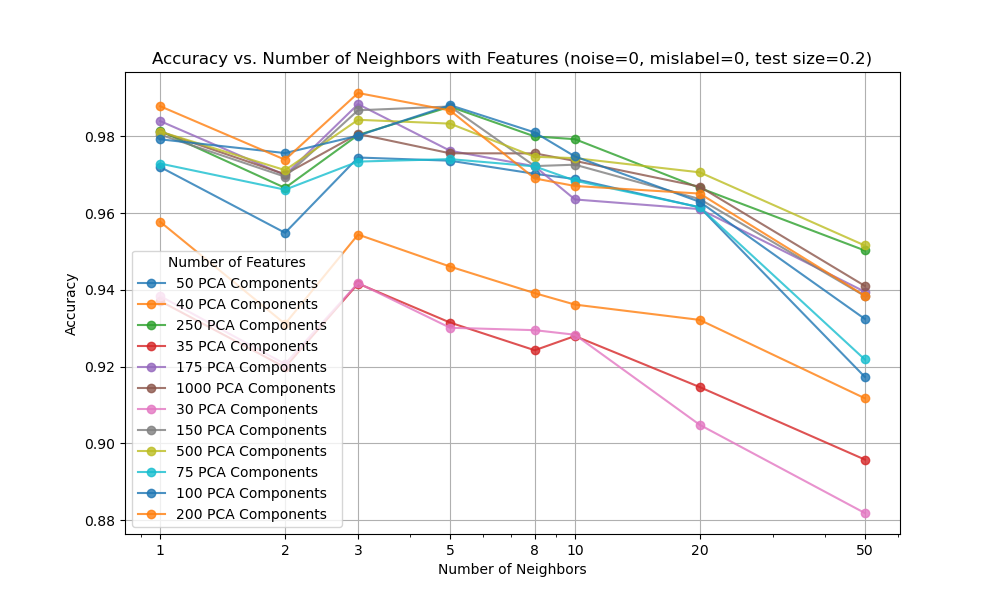 Accuracy vs. Number of Neighbors with Features (noise=0, mislabel=0, test size=0.2)
Accuracy
0.98
0.96
0.94
0.92
0.90
0.88
Number of Features
50 PCA Components
40 PCA Components
250 PCA Components
35 PCA Components
175 PCA Components
1000 PCA Components
30 PCA Components
150 PCA Components
500 PCA Components
75 PCA Components
100 PCA Components
200 PCA Components
1 2 3 5 8 10 20 50
Number of Neighbors